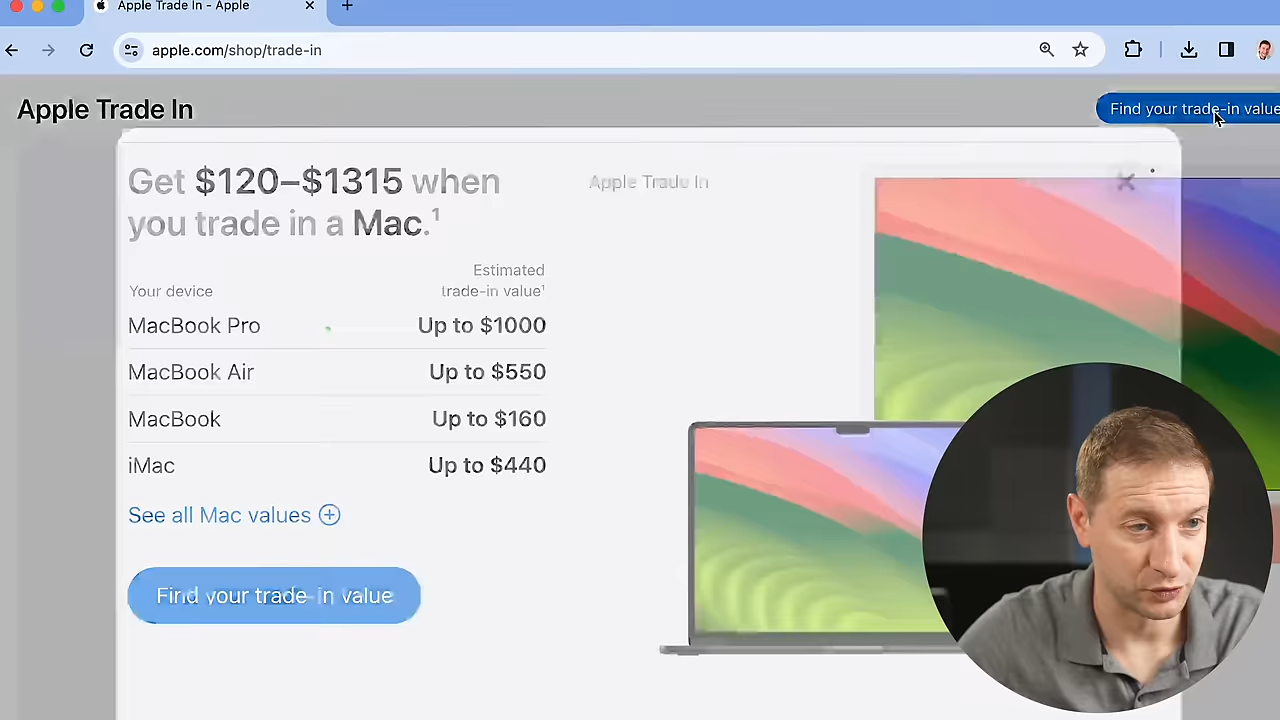 Apple Trade In - Apple
apple.com/shop/trade-in
Apple Trade In
Find your trade-in value
Get $120–$1315 when
you trade in a Mac.¹
Apple Trade In
Estimated
Your device
trade-in value¹
MacBook Pro
Up to $1000
MacBook Air
Up to $550
MacBook
Up to $160
iMac
Up to $440
See all Mac values
Find your trade-in value